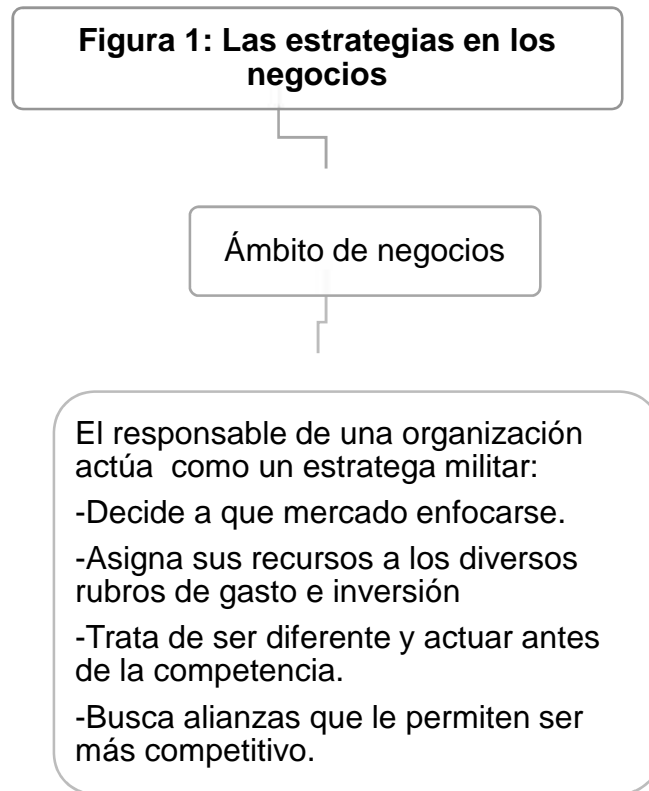 Figura 1: Las estrategias en los
negocios
Ámbito de negocios
El responsable de una organización
actúa  como un estratega militar:
-Decide a que mercado enfocarse.
-Asigna sus recursos a los diversos
rubros de gasto e inversión
-Trata de ser diferente y actuar antes
de la competencia.
-Busca alianzas que le permiten ser
más competitivo.